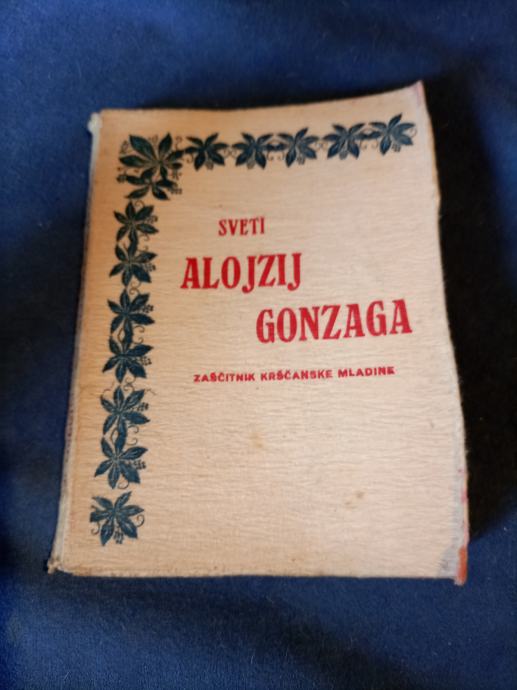 SVETI
ALOJZIJ
GONZAGA
ZAŠČITNIK KRŠČANSKE MLADINE